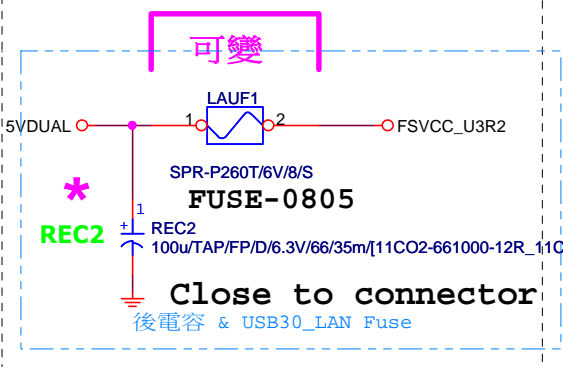 可變
LAUF1
5VDUAL
1
2
FSVCC_U3R2
SPR-P260T/6V/8/S
FUSE-0805
*
REC2
1
+
REC2
100u/TAP/FP/D/6.3V/66/35m/[11CO2-661000-12R_11C
Close to connector
後電容 & USB30_LAN Fuse